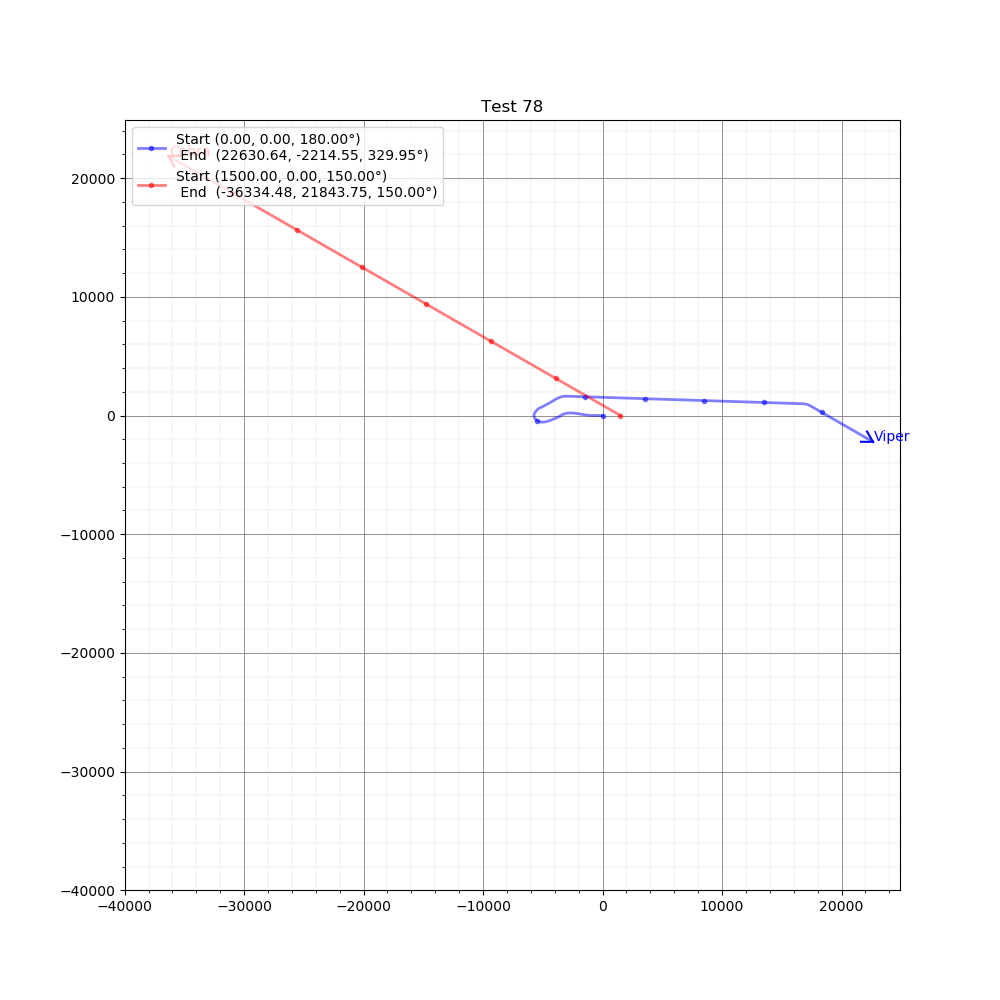 Test 78
Start (0.00, 0.00, 180.00°)
End (22630.64, -2214.55, 329.95°)
Start (1500.00, 0.00, 150.00°)
End (-36334.48, 21843.75, 150.00°)
Viper
20000
10000
0
−10000
−20000
−30000
−40000
−40000 −30000 −20000 −10000 0 10000 20000